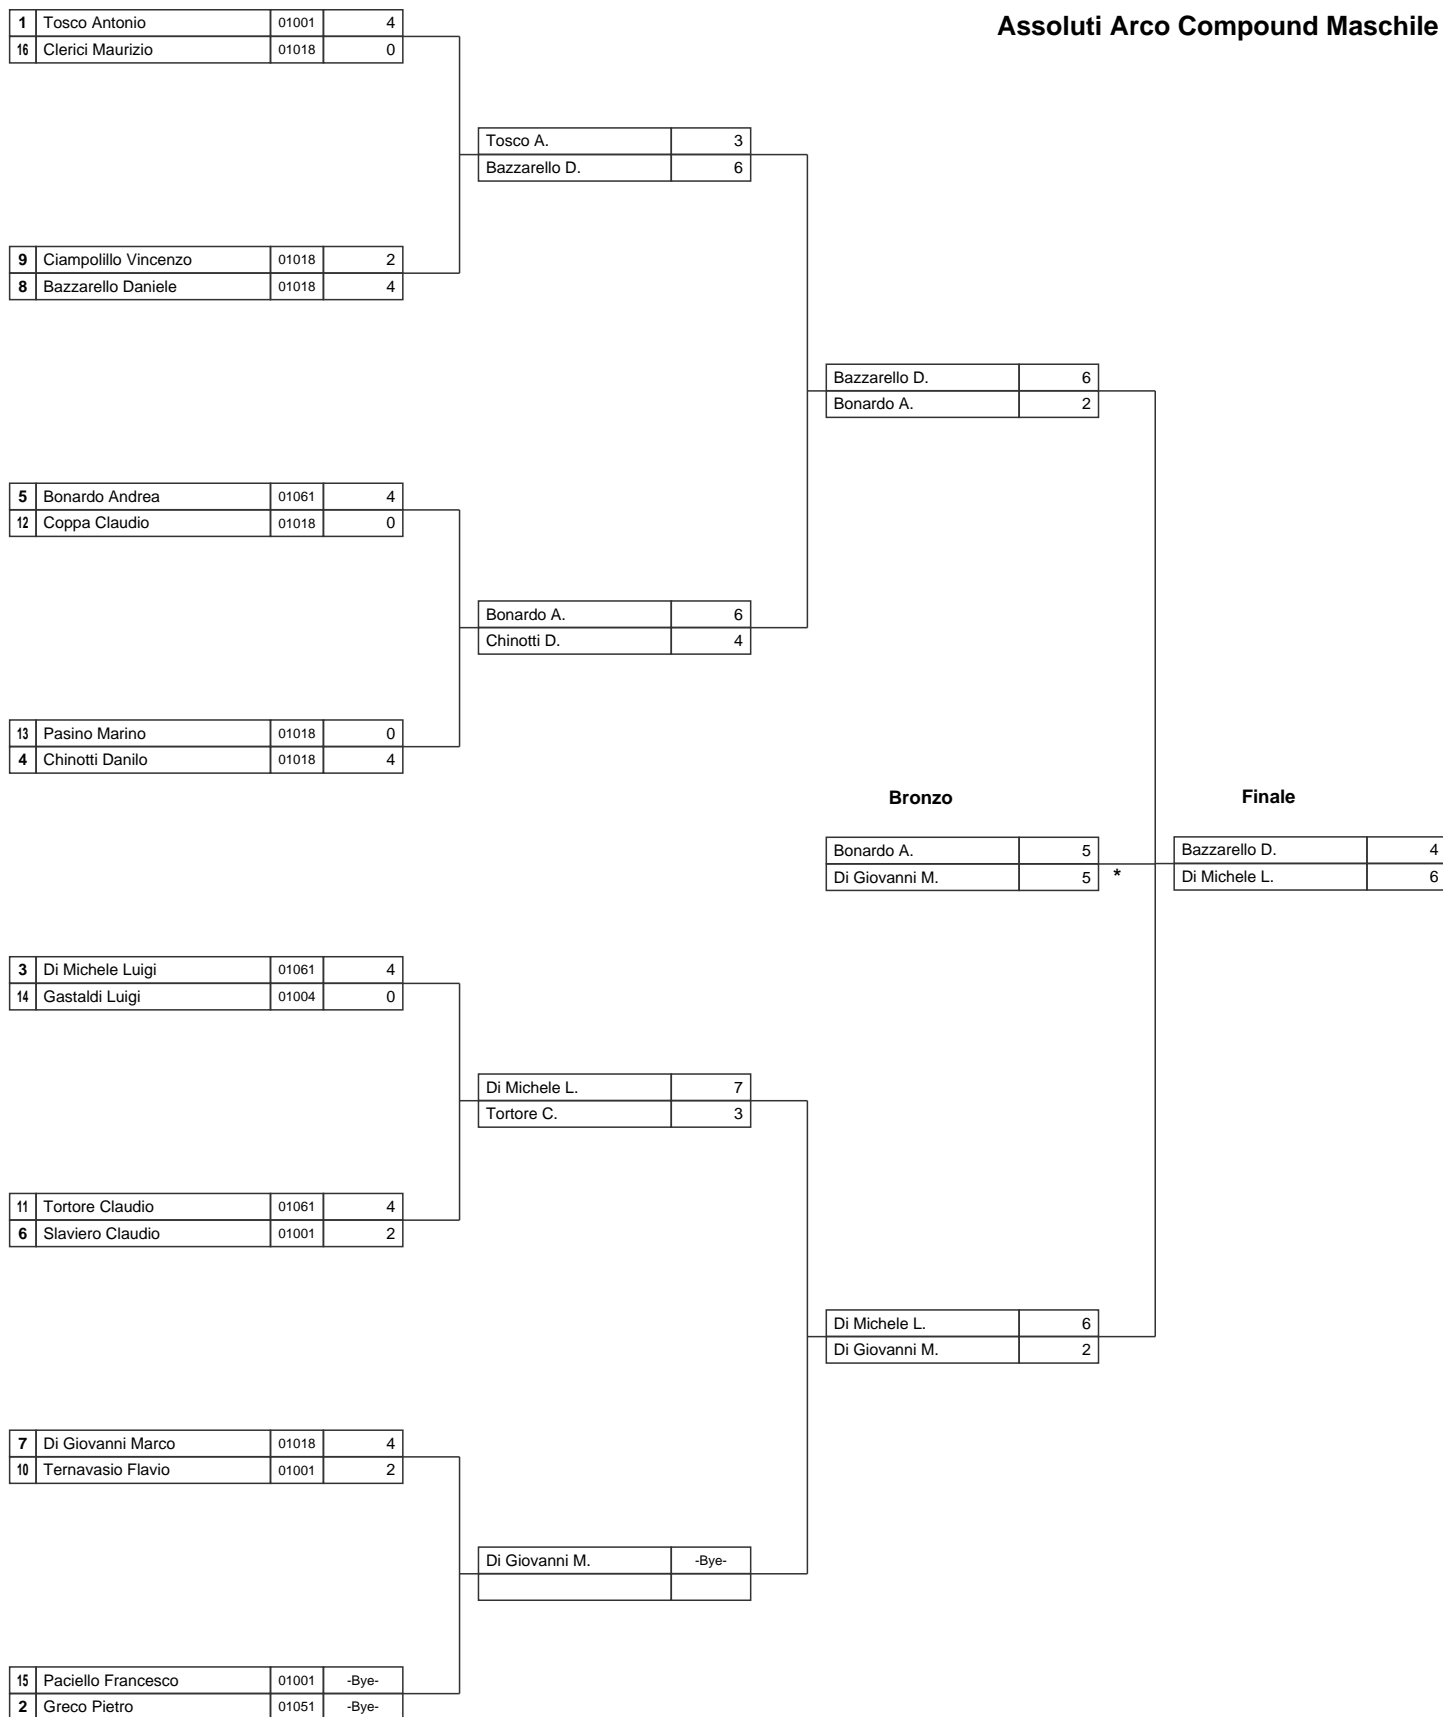 Assoluti Arco Compound Maschile
1 Tosco Antonio 01001 4
16 Clerici Maurizio 01018 0
Tosco A. 3
Bazzarello D. 6
9 Ciampolillo Vincenzo 01018 2
8 Bazzarello Daniele 01018 4
Bazzarello D. 6
Bonardo A. 2
5 Bonardo Andrea 01061 4
12 Coppa Claudio 01018 0
Bonardo A. 6
Chinotti D. 4
13 Pasino Marino 01018 0
4 Chinotti Danilo 01018 4
Bronzo Finale
Bonardo A. 5 Bazzarello D. 4
Di Giovanni M. 5 * Di Michele L. 6
3 Di Michele Luigi 01061 4
14 Gastaldi Luigi 01004 0
Di Michele L. 7
Tortore C. 3
11 Tortore Claudio 01061 4
6 Slaviero Claudio 01001 2
Di Michele L. 6
Di Giovanni M. 2
7 Di Giovanni Marco 01018 4
10 Ternavasio Flavio 01001 2
Di Giovanni M. -Bye-
15 Paciello Francesco 01001 -Bye-
2 Greco Pietro 01051 -Bye-